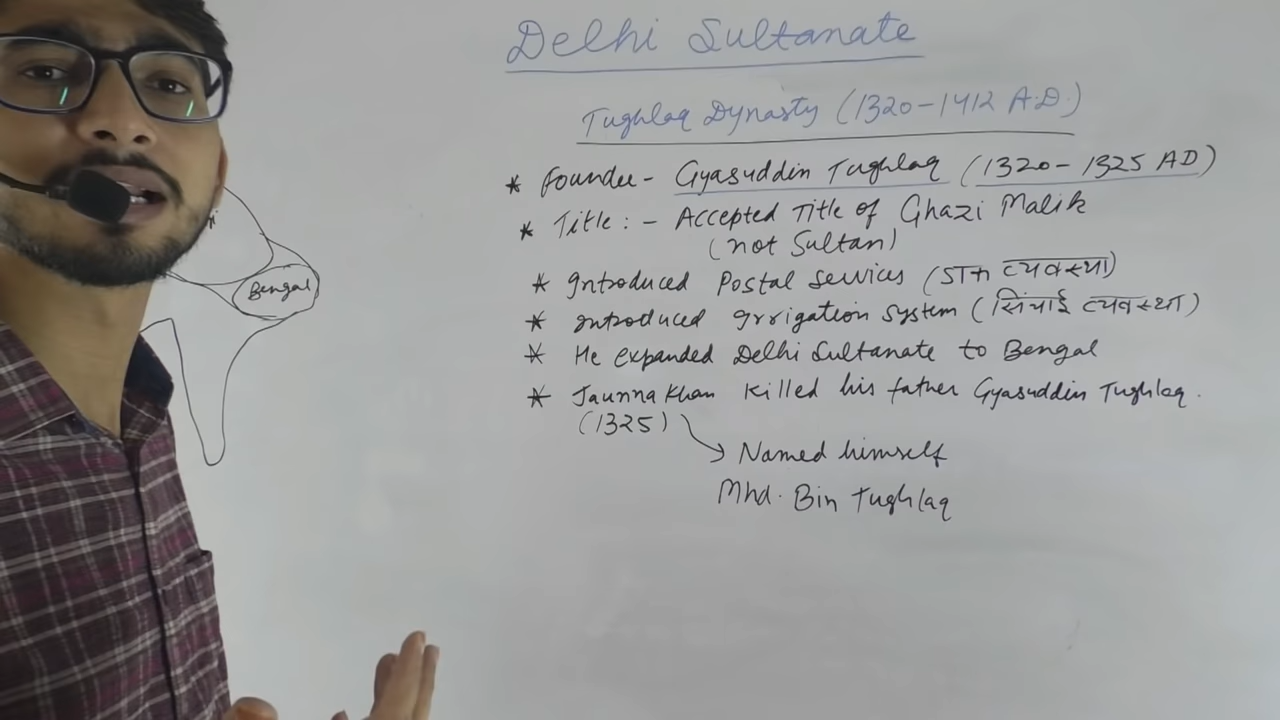 Delhi Sultanate
Tughlaq Dynasty (1320-1412 A.D.)
* Founder - Gyasuddin Tughlaq (1320- 1325 AD)
* Title : - Accepted Title of Ghazi Malik
(not Sultan)
* Introduced Postal Services (डाक व्यवस्था)
* Introduced Irrigation System (सिंचाई व्यवस्था)
* He expanded Delhi Sultanate to Bengal
* Jaunna Khan Killed his father Gyasuddin Tughlaq.
(1325)
→ Named himself
Mhd. Bin Tughlaq
Bengal